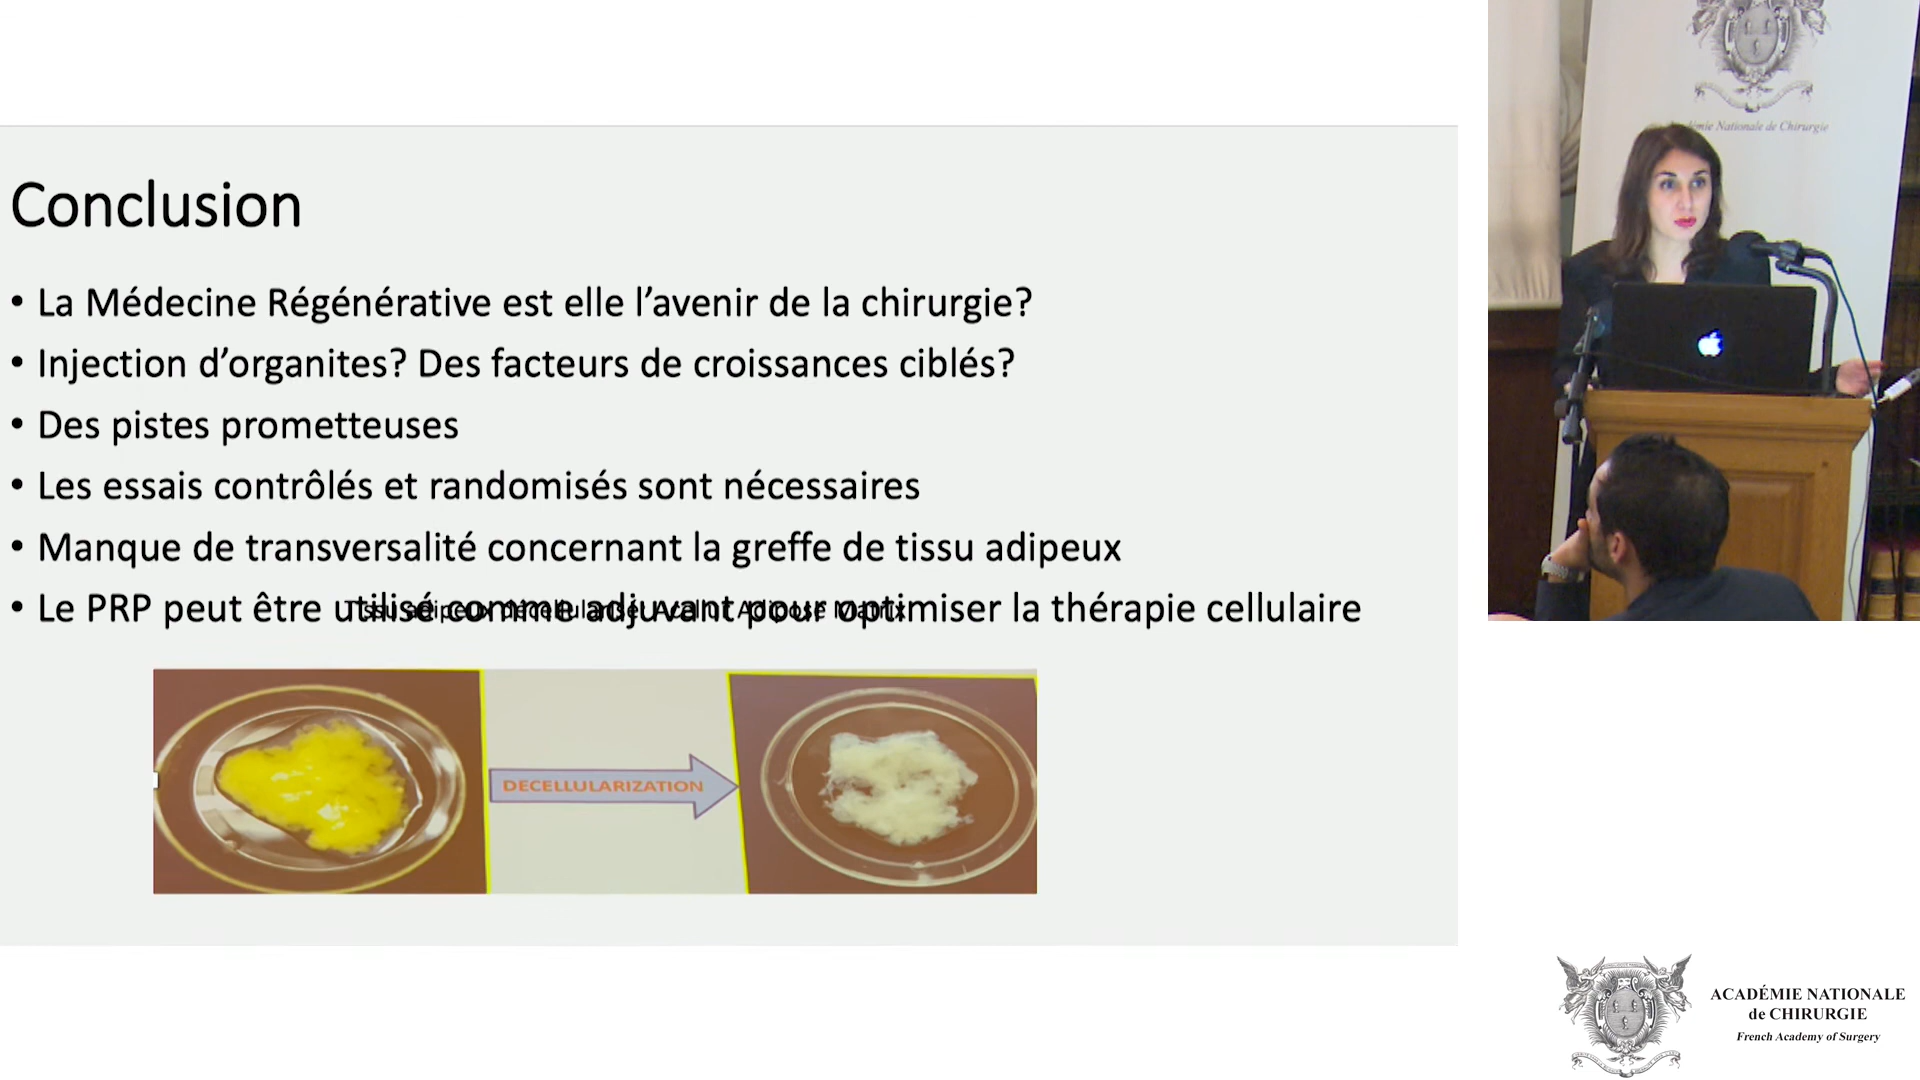 Conclusion
• La Médecine Régénérative est elle l’avenir de la chirurgie?
• Injection d’organites? Des facteurs de croissances ciblés?
• Des pistes prometteuses
• Les essais contrôlés et randomisés sont nécessaires
• Manque de transversalité concernant la greffe de tissu adipeux
• Le PRP peut être utilisé comme adjuvant pour optimiser la thérapie cellulaire
DECELLULARIZATION
Nationale de Chirurgie
ACADÉMIE NATIONALE
de CHIRURGIE
French Academy of Surgery